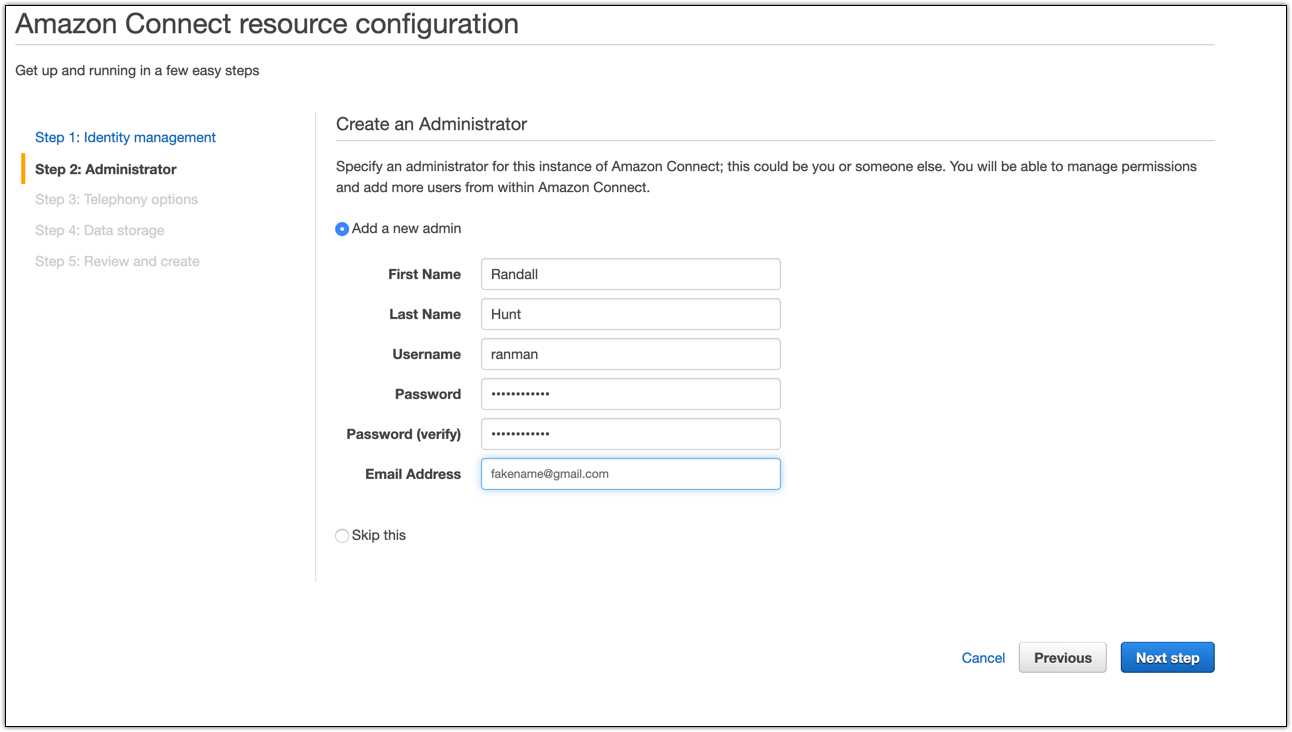 Amazon Connect resource configuration
Get up and running in a few easy steps
Step 1: Identity management
Step 2: Administrator
Step 3: Telephony options
Step 4: Data storage
Step 5: Review and create
Create an Administrator
Specify an administrator for this instance of Amazon Connect; this could be you or someone else. You will be able to manage permissions
and add more users from within Amazon Connect.
Add a new admin
First Name Randall
Last Name Hunt
Username ranman
Password ••••••••••••
Password (verify) ••••••••••••
Email Address fakename@gmail.com
Skip this
Cancel Previous Next step